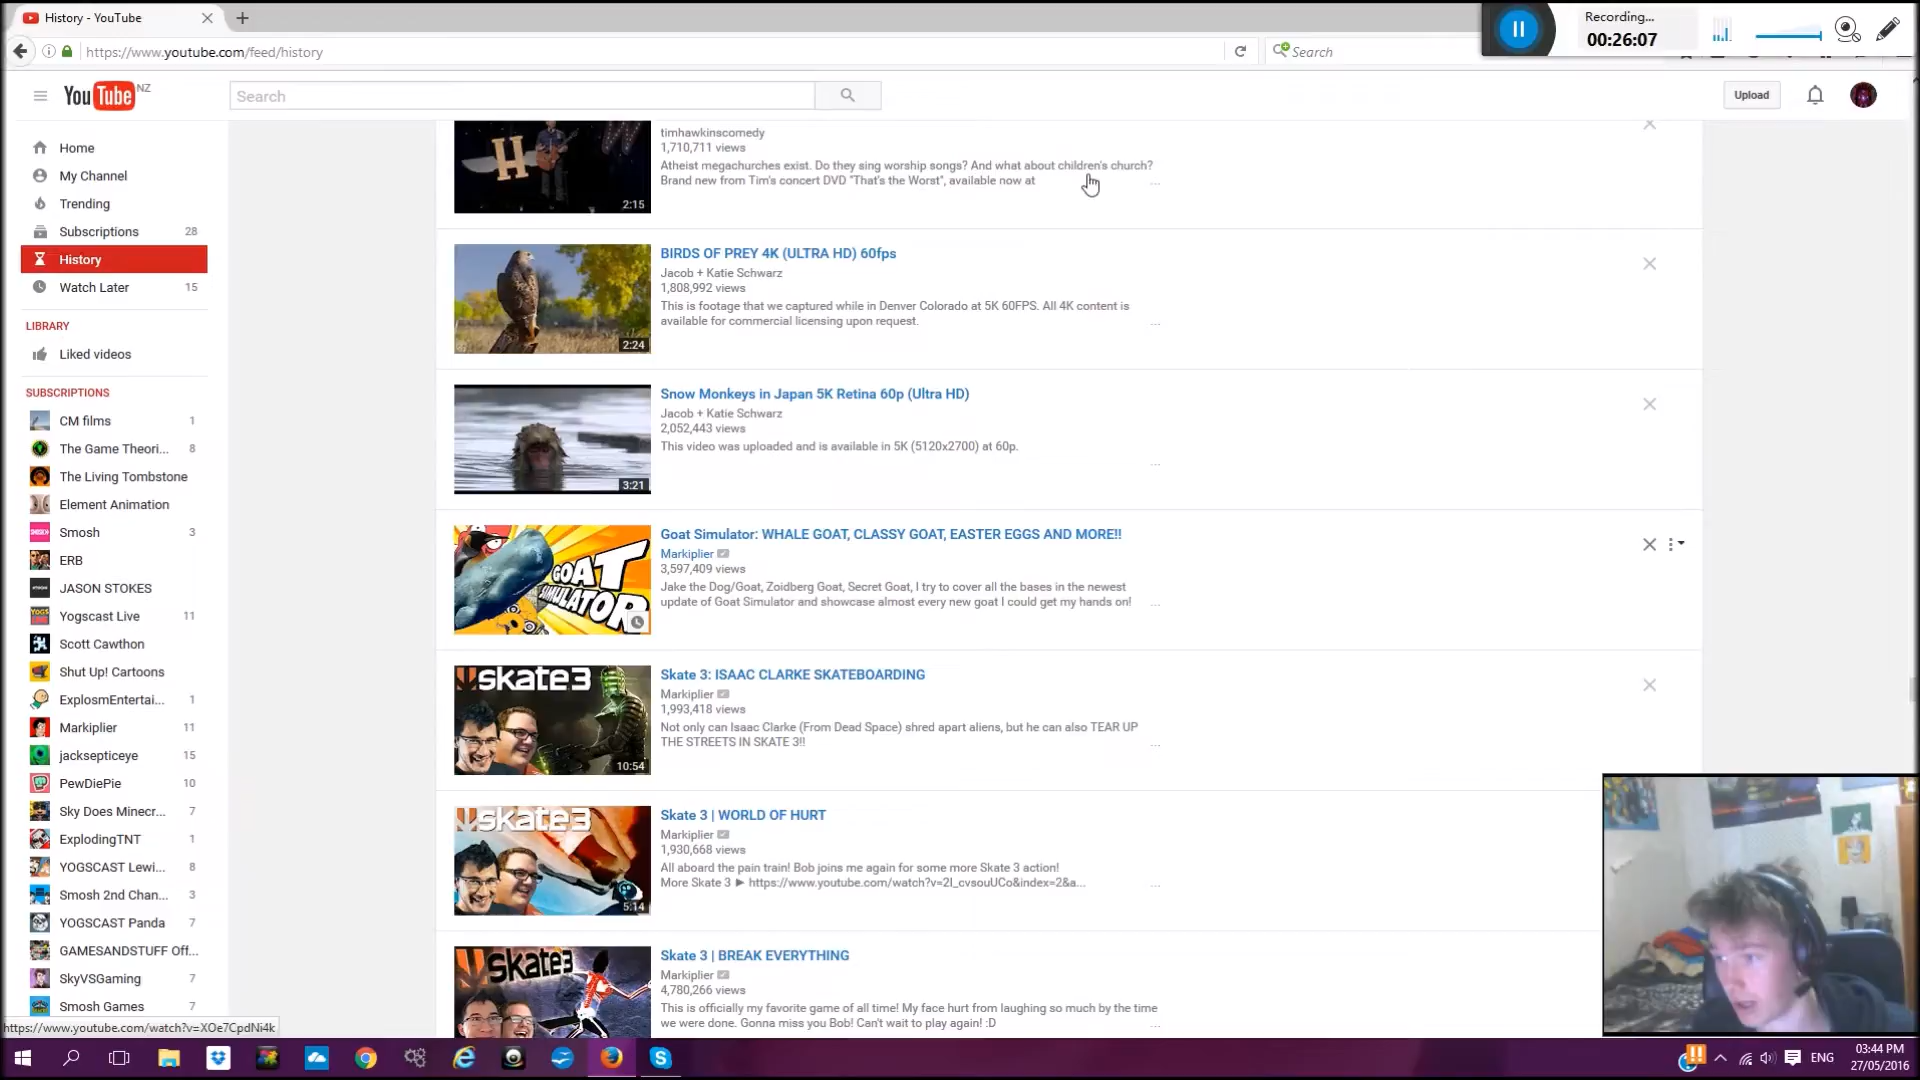 History - YouTube
Recording...
00:26:07
https://www.youtube.com/feed/history
Search
YouTube NZ
Search
Upload
Home
My Channel
Trending
Subscriptions 28
History
Watch Later 15
LIBRARY
Liked videos
SUBSCRIPTIONS
CM films 1
The Game Theori... 8
The Living Tombstone
Element Animation
Smosh 3
ERB
JASON STOKES
Yogscast Live 11
Scott Cawthon
Shut Up! Cartoons
ExplosmEntertai... 1
Markiplier 11
jacksepticeye 15
PewDiePie 10
Sky Does Minecr... 7
ExplodingTNT 1
YOGSCAST Lewi... 8
Smosh 2nd Chan... 3
YOGSCAST Panda 7
GAMESANDSTUFF Off...
SkyVSGaming 7
Smosh Games 7
https://www.youtube.com/watch?v=XOe7CpdNi4k
H
2:15
timhawkinscomedy
1,710,711 views
Atheist megachurches exist. Do they sing worship songs? And what about children's church?
Brand new from Tim's concert DVD "That's the Worst", available now at ...
2:24
BIRDS OF PREY 4K (ULTRA HD) 60fps
Jacob + Katie Schwarz
1,808,992 views
This is footage that we captured while in Denver Colorado at 5K 60FPS. All 4K content is
available for commercial licensing upon request. ...
3:21
Snow Monkeys in Japan 5K Retina 60p (Ultra HD)
Jacob + Katie Schwarz
2,052,443 views
This video was uploaded and is available in 5K (5120x2700) at 60p.
...
GOAT
SIMULATOR
Goat Simulator: WHALE GOAT, CLASSY GOAT, EASTER EGGS AND MORE!!
Markiplier
3,597,409 views
Jake the Dog/Goat, Zoidberg Goat, Secret Goat, I try to cover all the bases in the newest
update of Goat Simulator and showcase almost every new goat I could get my hands on! ...
skate3
10:54
Skate 3: ISAAC CLARKE SKATEBOARDING
Markiplier
1,993,418 views
Not only can Isaac Clarke (From Dead Space) shred apart aliens, but he can also TEAR UP
THE STREETS IN SKATE 3!! ...
skate3
5:14
Skate 3 | WORLD OF HURT
Markiplier
1,930,668 views
All aboard the pain train! Bob joins me again for some more Skate 3 action!
More Skate 3 ► https://www.youtube.com/watch?v=2I_cvsouUCo&index=2&a... ...
skate3
Skate 3 | BREAK EVERYTHING
Markiplier
4,780,266 views
This is officially my favorite game of all time! My face hurt from laughing so much by the time
we were done. Gonna miss you Bob! Can't wait to play again! :D ...
ENG
03:44 PM
27/05/2016